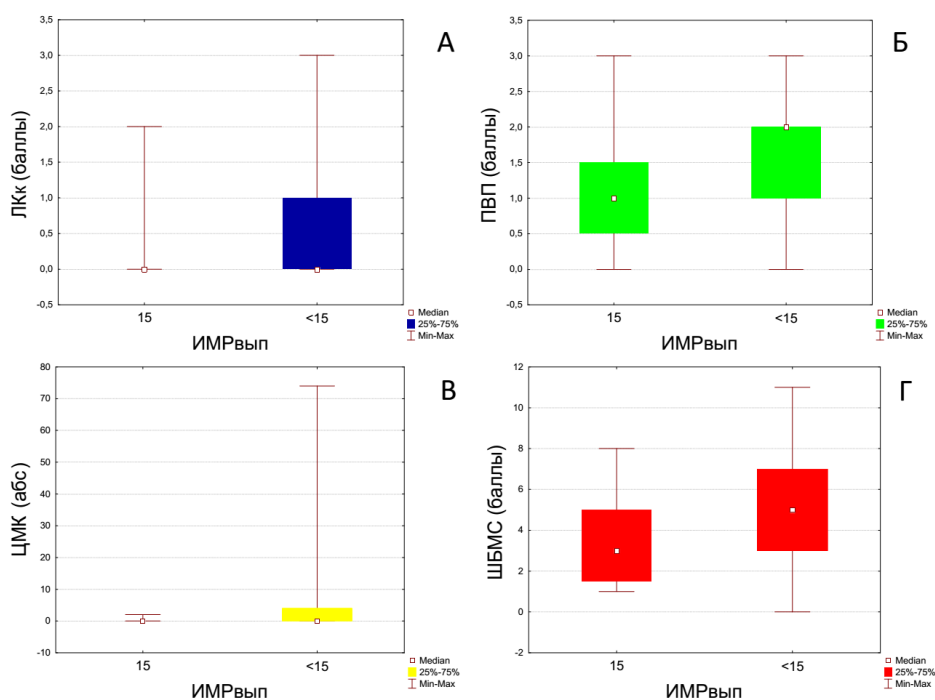 А
ЛКк (баллы)
3,5
3,0
2,5
2,0
1,5
1,0
0,5
0,0
-0,5
15
<15
ИМРвып
Median
25%-75%
Min-Max
Б
ПВП (баллы)
3,5
3,0
2,5
2,0
1,5
1,0
0,5
0,0
-0,5
15
<15
ИМРвып
Median
25%-75%
Min-Max
В
ЦМК (абс)
80
70
60
50
40
30
20
10
0
-10
15
<15
ИМРвып
Median
25%-75%
Min-Max
Г
ШБМС (баллы)
12
10
8
6
4
2
0
-2
15
<15
ИМРвып
Median
25%-75%
Min-Max